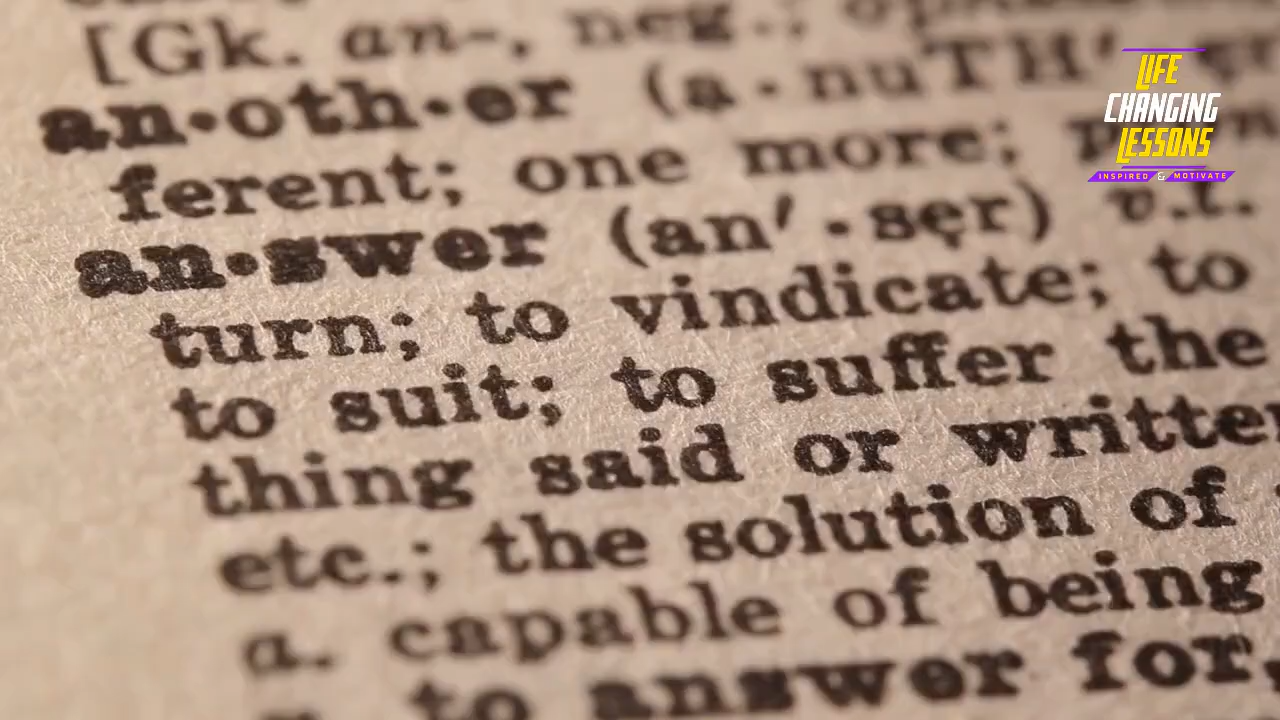 [Gk. an-, neg.;
an•oth•er (a•nuTH'
ferent; one more;
an•swer (an'•sęr) v.t.
turn; to vindicate; to
to suit; to suffer the
thing said or written
etc.; the solution of
a. capable of being
to answer for,
LIFE
CHANGING
LESSONS
INSPIRED & MOTIVATE